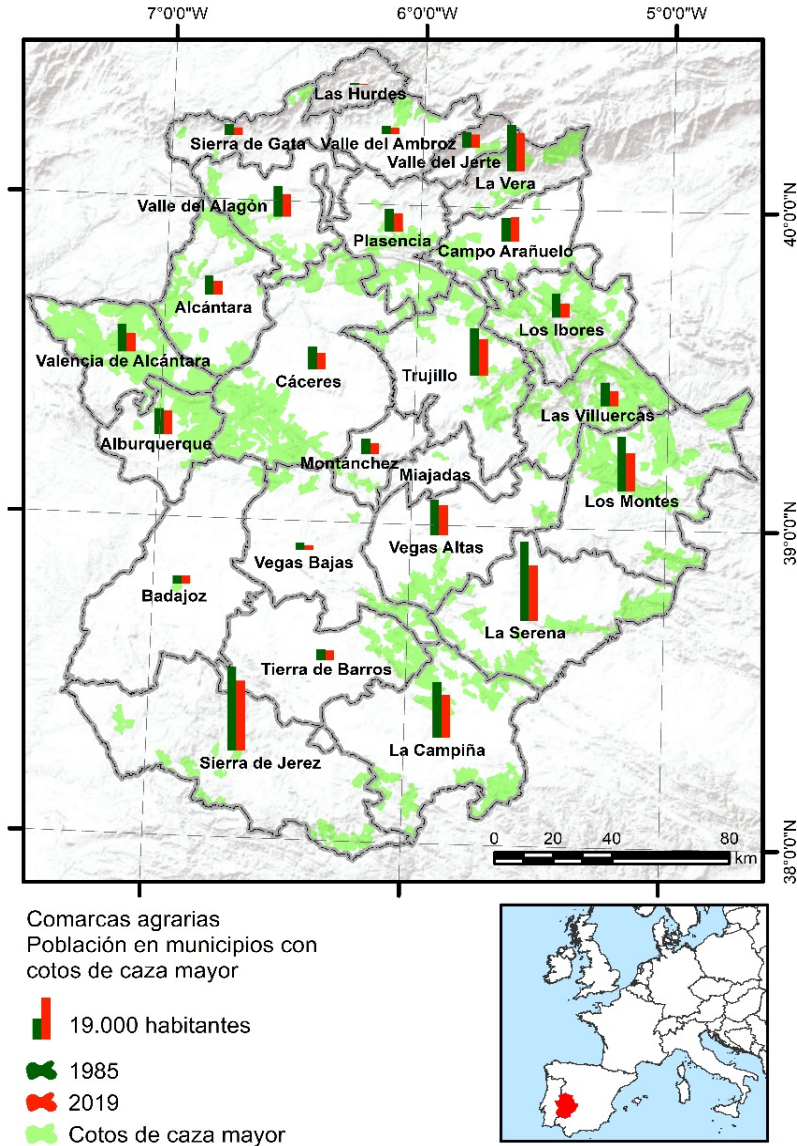 7°0'0"W 6°0'0"W 5°0'0"W
Las Hurdes
Sierra de Gata
Valle del Ambroz
Valle del Jerte
La Vera
40°0'0"N
Valle del Alagón
Plasencia
Campo Arañuelo
Alcántara
Los Ibores
Valencia de Alcántara
Cáceres
Trujillo
Las Villuercas
Alburquerque
Montánchez
Miajadas
Los Montes
39°0'0"N
Vegas Altas
Vegas Bajas
Badajoz
La Serena
Tierra de Barros
Sierra de Jerez
La Campiña
0 20 40 80
km
38°0'0"N
Comarcas agrarias
Población en municipios con
cotos de caza mayor
19.000 habitantes
1985
2019
Cotos de caza mayor